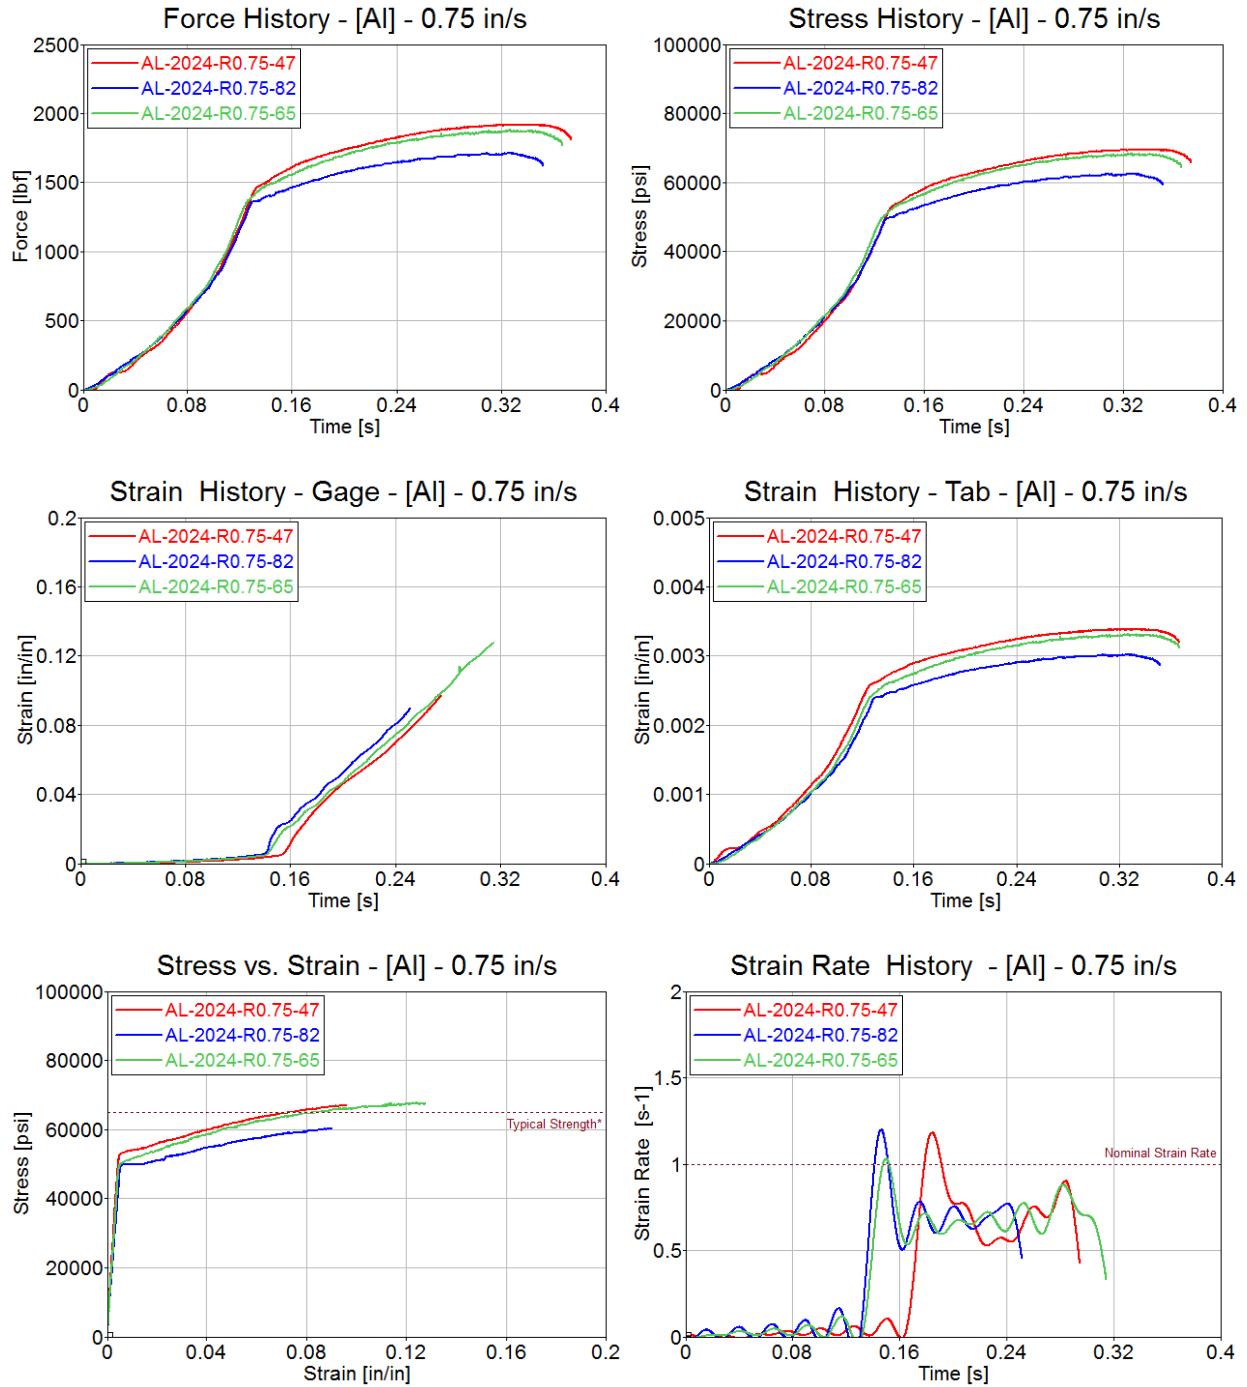 Force History - [Al] - 0.75 in/s
2500
2000
1500
1000
500
0
Force [lbf]
AL-2024-R0.75-47
AL-2024-R0.75-82
AL-2024-R0.75-65
0 0.08 0.16 0.24 0.32 0.4
Time [s]
Stress History - [Al] - 0.75 in/s
100000
80000
60000
40000
20000
0
Stress [psi]
AL-2024-R0.75-47
AL-2024-R0.75-82
AL-2024-R0.75-65
0 0.08 0.16 0.24 0.32 0.4
Time [s]
Strain History - Gage - [Al] - 0.75 in/s
0.2
0.16
0.12
0.08
0.04
0
Strain [in/in]
AL-2024-R0.75-47
AL-2024-R0.75-82
AL-2024-R0.75-65
0 0.08 0.16 0.24 0.32 0.4
Time [s]
Strain History - Tab - [Al] - 0.75 in/s
0.005
0.004
0.003
0.002
0.001
0
Strain [in/in]
AL-2024-R0.75-47
AL-2024-R0.75-82
AL-2024-R0.75-65
0 0.08 0.16 0.24 0.32 0.4
Time [s]
Stress vs. Strain - [Al] - 0.75 in/s
100000
80000
60000
40000
20000
0
Stress [psi]
AL-2024-R0.75-47
AL-2024-R0.75-82
AL-2024-R0.75-65
Typical Strength*
0 0.04 0.08 0.12 0.16 0.2
Strain [in/in]
Strain Rate History - [Al] - 0.75 in/s
2
1.5
1
0.5
0
Strain Rate [s-1]
AL-2024-R0.75-47
AL-2024-R0.75-82
AL-2024-R0.75-65
Nominal Strain Rate
0 0.08 0.16 0.24 0.32 0.4
Time [s]